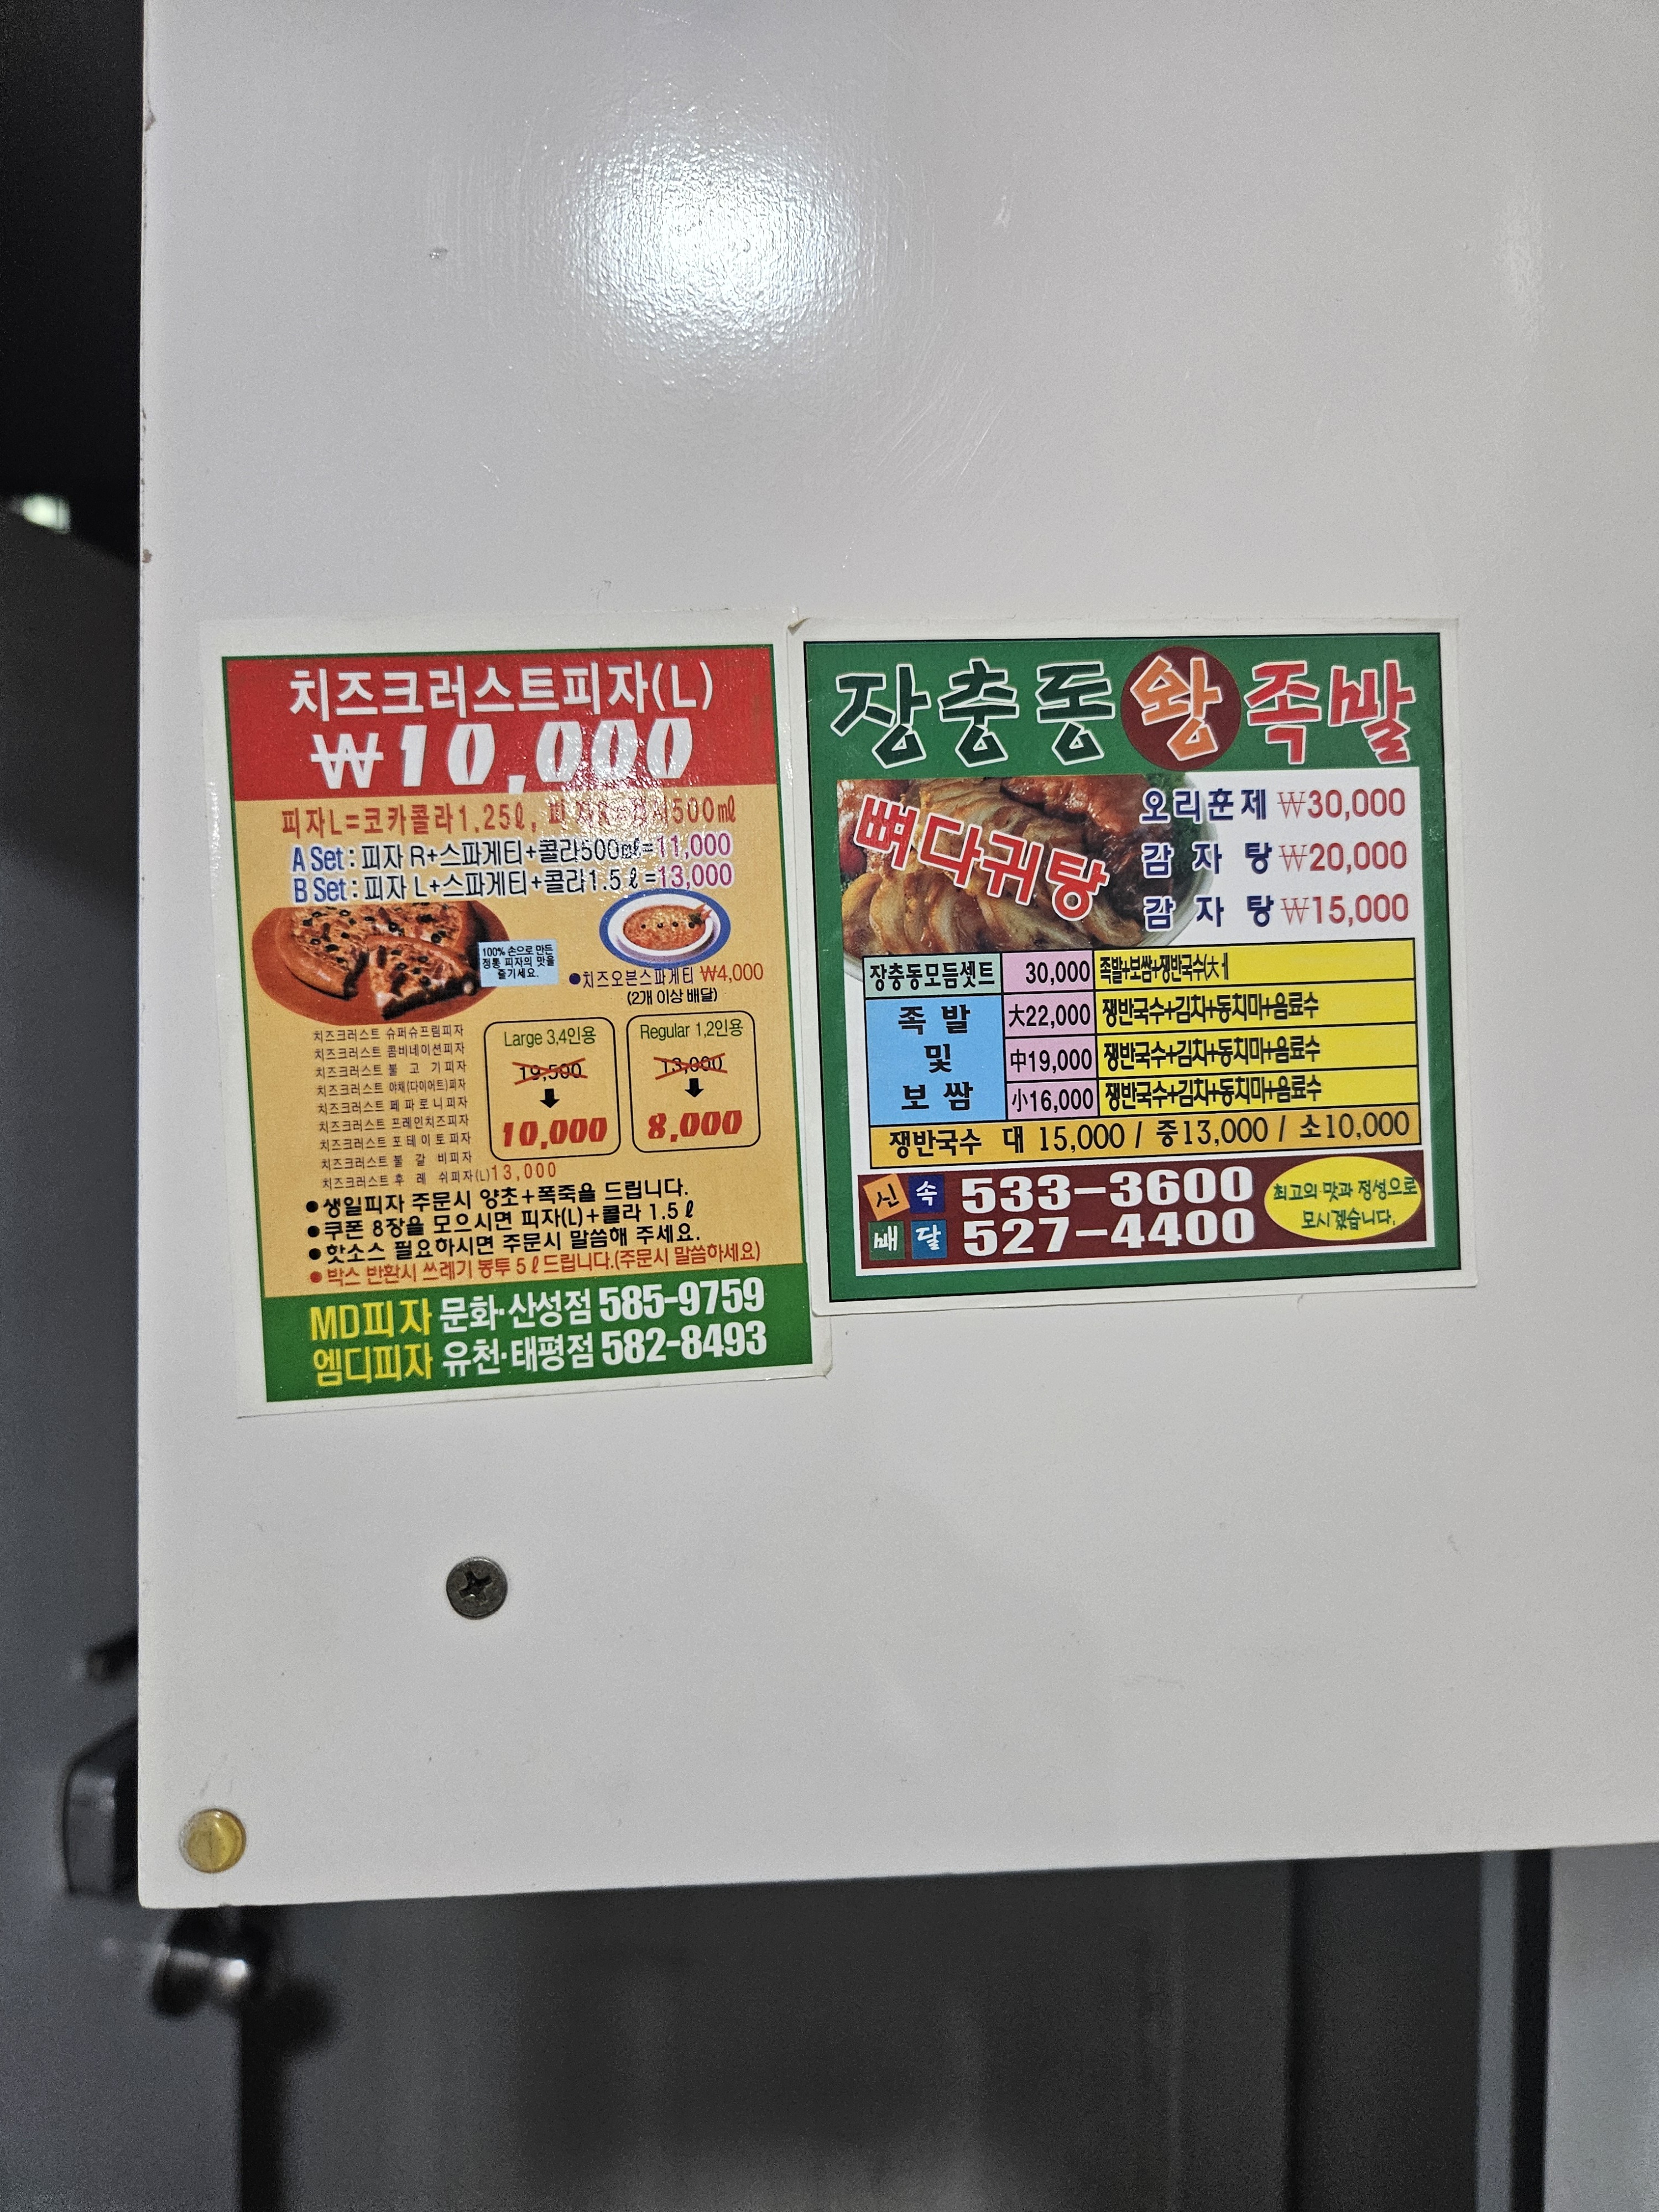 치즈크러스트피자(L)
₩10,000
피자L=코카콜라1.25ℓ, 피자R=펩시500㎖
A Set : 피자 R+스파게티+콜라500㎖=11,000
B Set : 피자 L+스파게티+콜라1.5ℓ=13,000
100% 손으로 만든
정통 피자의 맛을
즐기세요.
●치즈오븐스파게티 ₩4,000
(2개 이상 배달)
치즈크러스트 슈퍼슈프림피자
치즈크러스트 콤비네이션피자
치즈크러스트 불 고 기 피자
치즈크러스트 야채(다이어트)피자
치즈크러스트 페 파 로 니 피자
치즈크러스트 프레인치즈피자
치즈크러스트 포 테 이 토 피자
치즈크러스트 불 갈 비 피자
치즈크러스트 후 레 쉬피자(L)13,000
Large 3,4인용
19,500
10,000
Regular 1,2인용
13,000
8,000
●생일피자 주문시 양초+폭죽을 드립니다.
●쿠폰 8장을 모으시면 피자(L)+콜라 1.5ℓ
●핫소스 필요하시면 주문시 말씀해 주세요.
●박스 반환시 쓰레기 봉투 5ℓ드립니다.(주문시 말씀하세요)
MD피자 문화·산성점 585-9759
엠디피자 유천·태평점 582-8493
장충동왕족발
뼈다귀탕
오리훈제 ₩30,000
감 자 탕 ₩20,000
감 자 탕 ₩15,000
장충동모듬셋트 30,000 족발+보쌈+쟁반국수(大
족 발 및 보 쌈
大22,000 쟁반국수+김치+동치미+음료수
中19,000 쟁반국수+김치+동치미+음료수
小16,000 쟁반국수+김치+동치미+음료수
쟁반국수 대 15,000 / 중13,000 / 소10,000
신속 533-3600
배달 527-4400
최고의 맛과 정성으로
모시겠습니다.